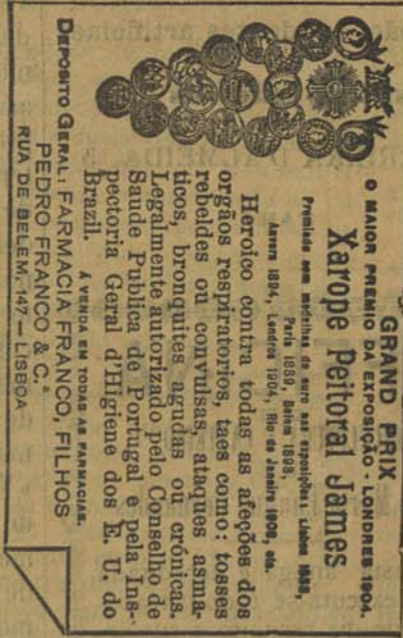 GRAND PRIX
O MAIOR PREMIO DA EXPOSIÇÃO - LONDRES 1904.
Xarope Peitoral James
Premiado com medalhas de ouro nas exposições, Lisboa 1888,
Paris 1889, Belem 1893,
Anvers 1894, Londres 1904, Rio de Janeiro 1908, etc.
Heroico contra todas as afeções dos
orgãos respiratorios, taes como: tosses
rebeldes ou convulsas, ataques asma-
ticos, bronquites agudas ou crónicas.
Legalmente autorizado pelo Conselho de
Saude Publica de Portugal e pela Ins-
pectoria Geral d'Higiene dos E. U. do
Brazil.
Á VENDA EM TODAS AS FARMACIAS.
DEPOSITO GERAL: FARMACIA FRANCO, FILHOS
PEDRO FRANCO & C.ª
RUA DE BELEM, 147 — LISBOA